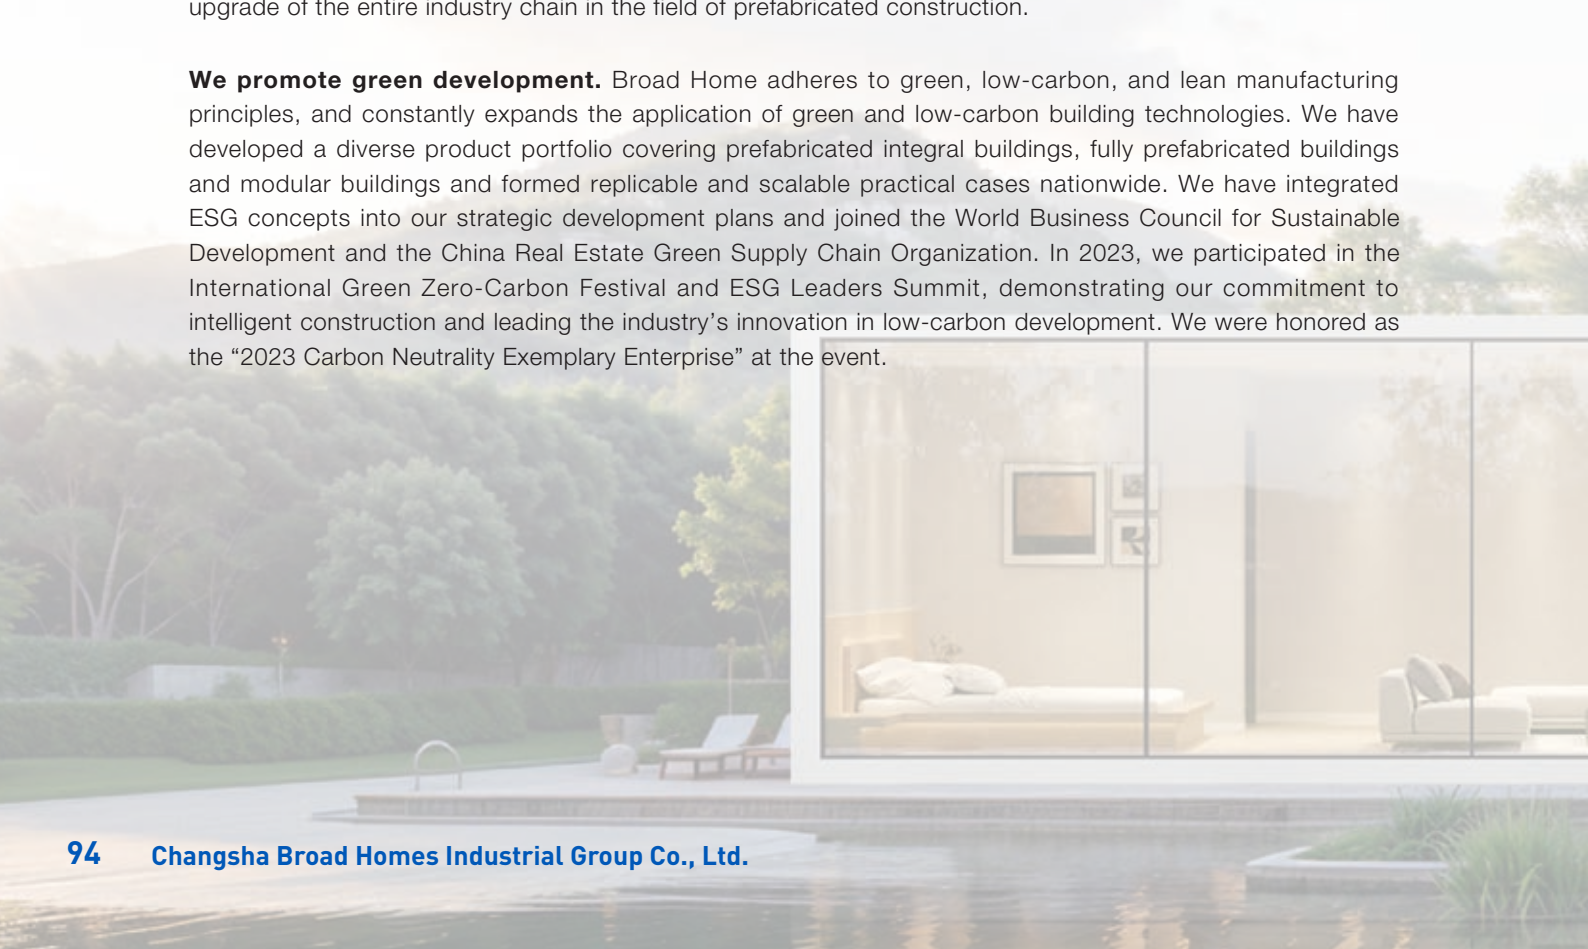 upgrade of the entire industry chain in the field of prefabricated construction.
We promote green development. Broad Home adheres to green, low-carbon, and lean manufacturing
principles, and constantly expands the application of green and low-carbon building technologies. We have
developed a diverse product portfolio covering prefabricated integral buildings, fully prefabricated buildings
and modular buildings and formed replicable and scalable practical cases nationwide. We have integrated
ESG concepts into our strategic development plans and joined the World Business Council for Sustainable
Development and the China Real Estate Green Supply Chain Organization. In 2023, we participated in the
International Green Zero-Carbon Festival and ESG Leaders Summit, demonstrating our commitment to
intelligent construction and leading the industry’s innovation in low-carbon development. We were honored as
the “2023 Carbon Neutrality Exemplary Enterprise” at the event.
94 Changsha Broad Homes Industrial Group Co., Ltd.